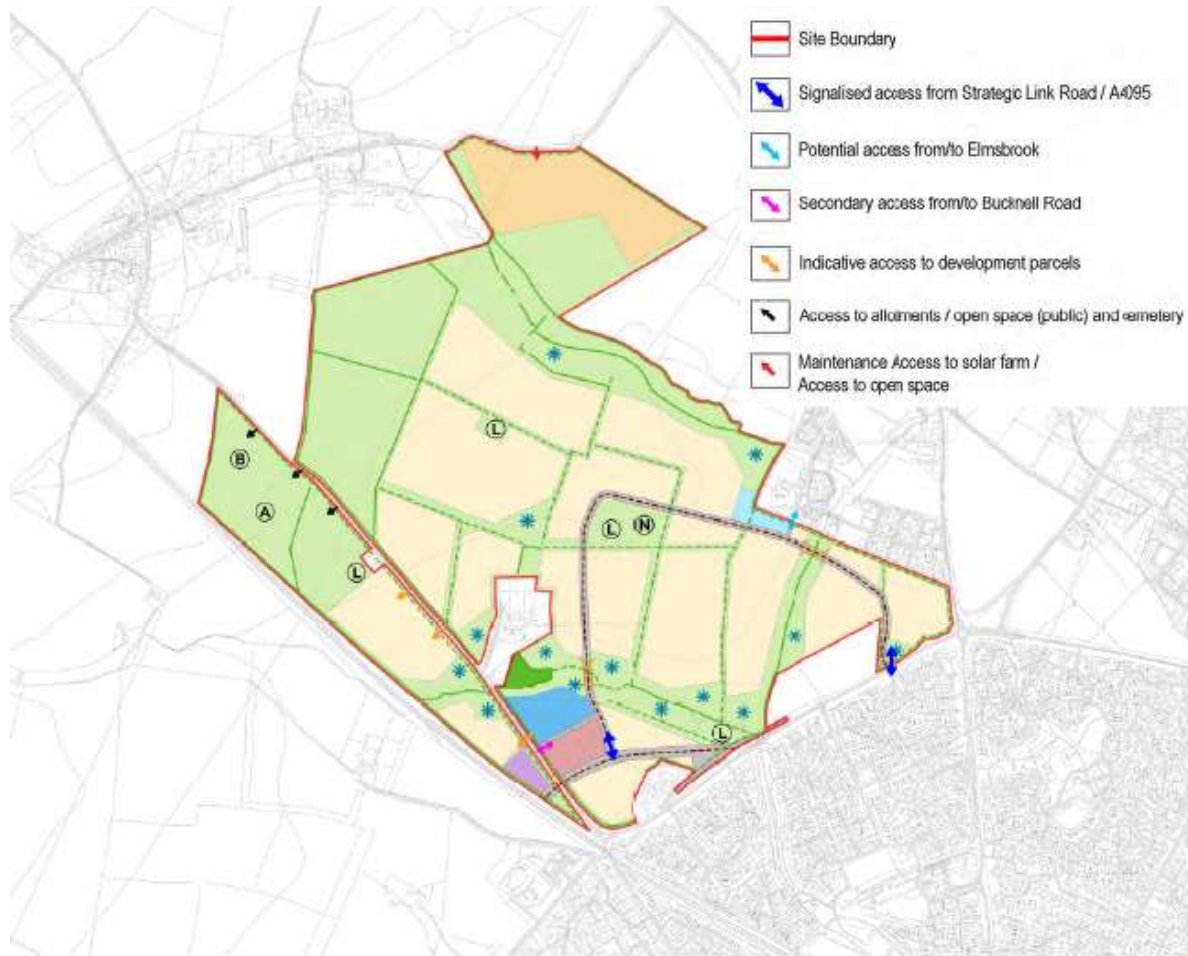 Site Boundary
Signalised access from Strategic Link Road / A4095
Potential access from/to Elmsbrook
Secondary access from/to Bucknell Road
Indicative access to development parcels
Access to allotments / open space (public) and cemetery
Maintenance Access to solar farm /
Access to open space
L
B
A
L N
L
L